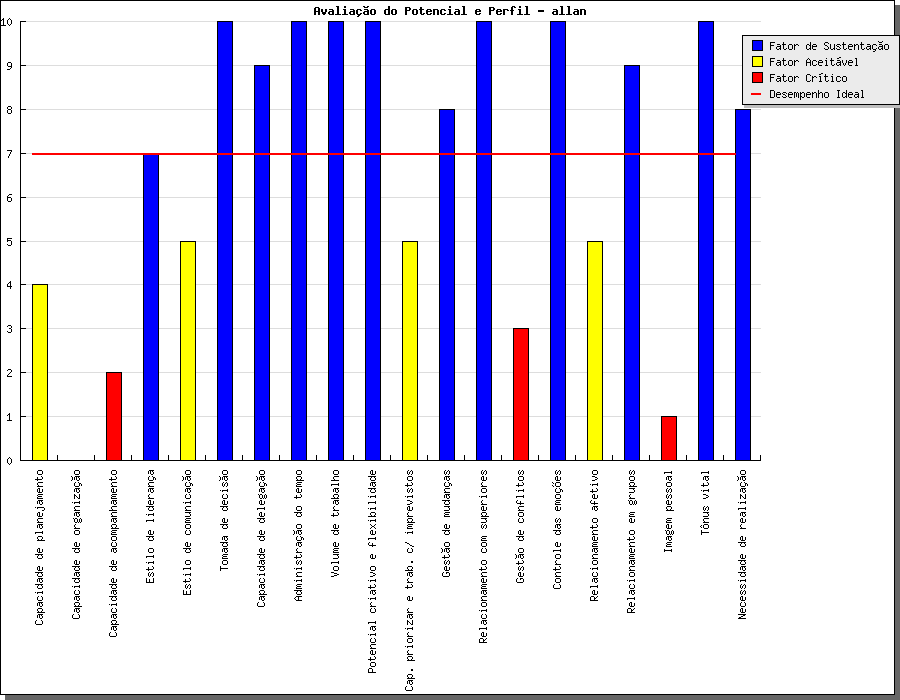 Avaliação do Potencial e Perfil - allan
Fator de Sustentação
Fator Aceitável
Fator Crítico
Desempenho Ideal
10
9
8
7
6
5
4
3
2
1
0
Capacidade de planejamento
Capacidade de organização
Capacidade de acompanhamento
Estilo de liderança
Estilo de comunicação
Tomada de decisão
Capacidade de delegação
Administração do tempo
Volume de trabalho
Potencial criativo e flexibilidade
Cap. priorizar e trab. c/ imprevistos
Gestão de mudanças
Relacionamento com superiores
Gestão de conflitos
Controle das emoções
Relacionamento afetivo
Relacionamento em grupos
Imagem pessoal
Tônus vital
Necessidade de realização